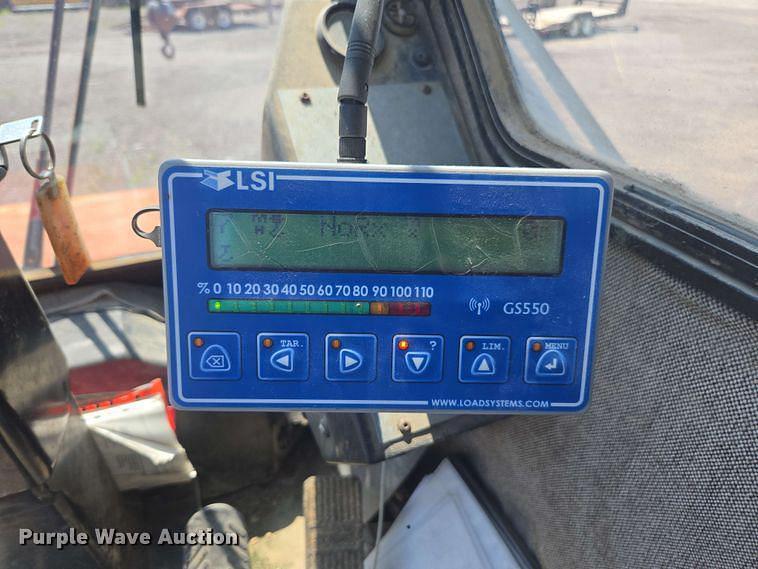 LSI
NoRx
% 0 10 20 30 40 50 60 70 80 90 100 110
GS550
TAR. ? LIM. MENU
WWW.LOADSYSTEMS.COM
Purple Wave Auction